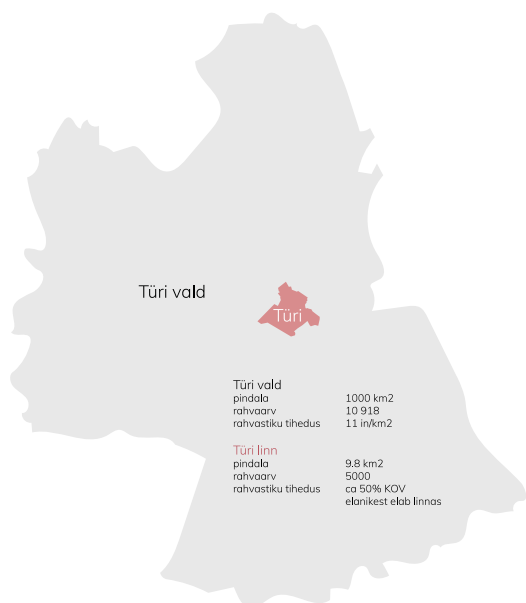 Türi vald
Türi
Türi vald
pindala 1000 km2
rahvaarv 10 918
rahvastiku tihedus 11 in/km2
Türi linn
pindala 9.8 km2
rahvaarv 5000
rahvastiku tihedus ca 50% KOV
elanikest elab linnas